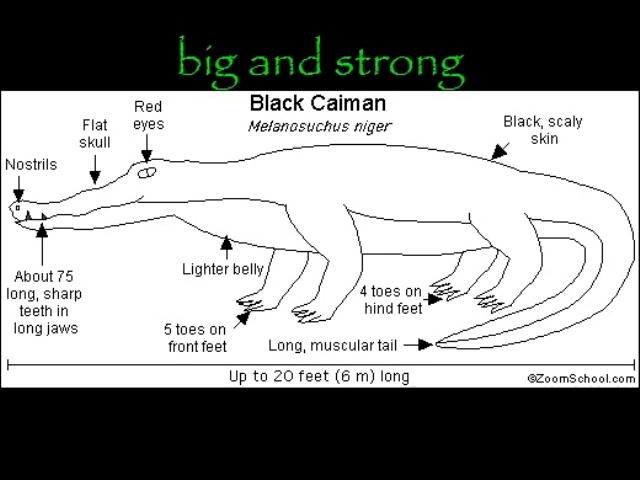 big and strong
Black Caiman
Melanosuchus niger
Red
eyes
Flat
skull
Black, scaly
skin
Nostrils
About 75
long, sharp
teeth in
long jaws
Lighter belly
4 toes on
hind feet
5 toes on
front feet
Long, muscular tail
Up to 20 feet (6 m) long
©ZoomSchool.com